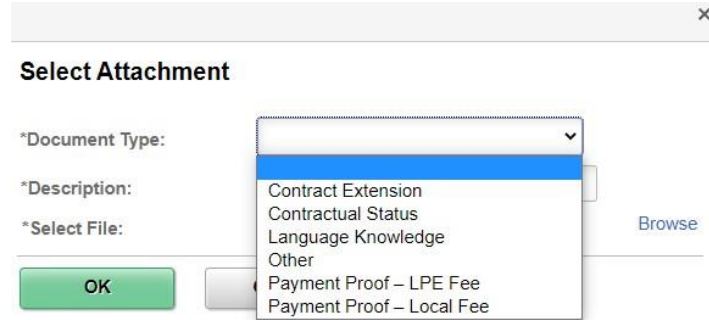 ×
Select Attachment
*Document Type:
*Description:
Contract Extension
Contractual Status
*Select File:
Browse
Language Knowledge
Other
OK
Payment Proof – LPE Fee
Payment Proof – Local Fee